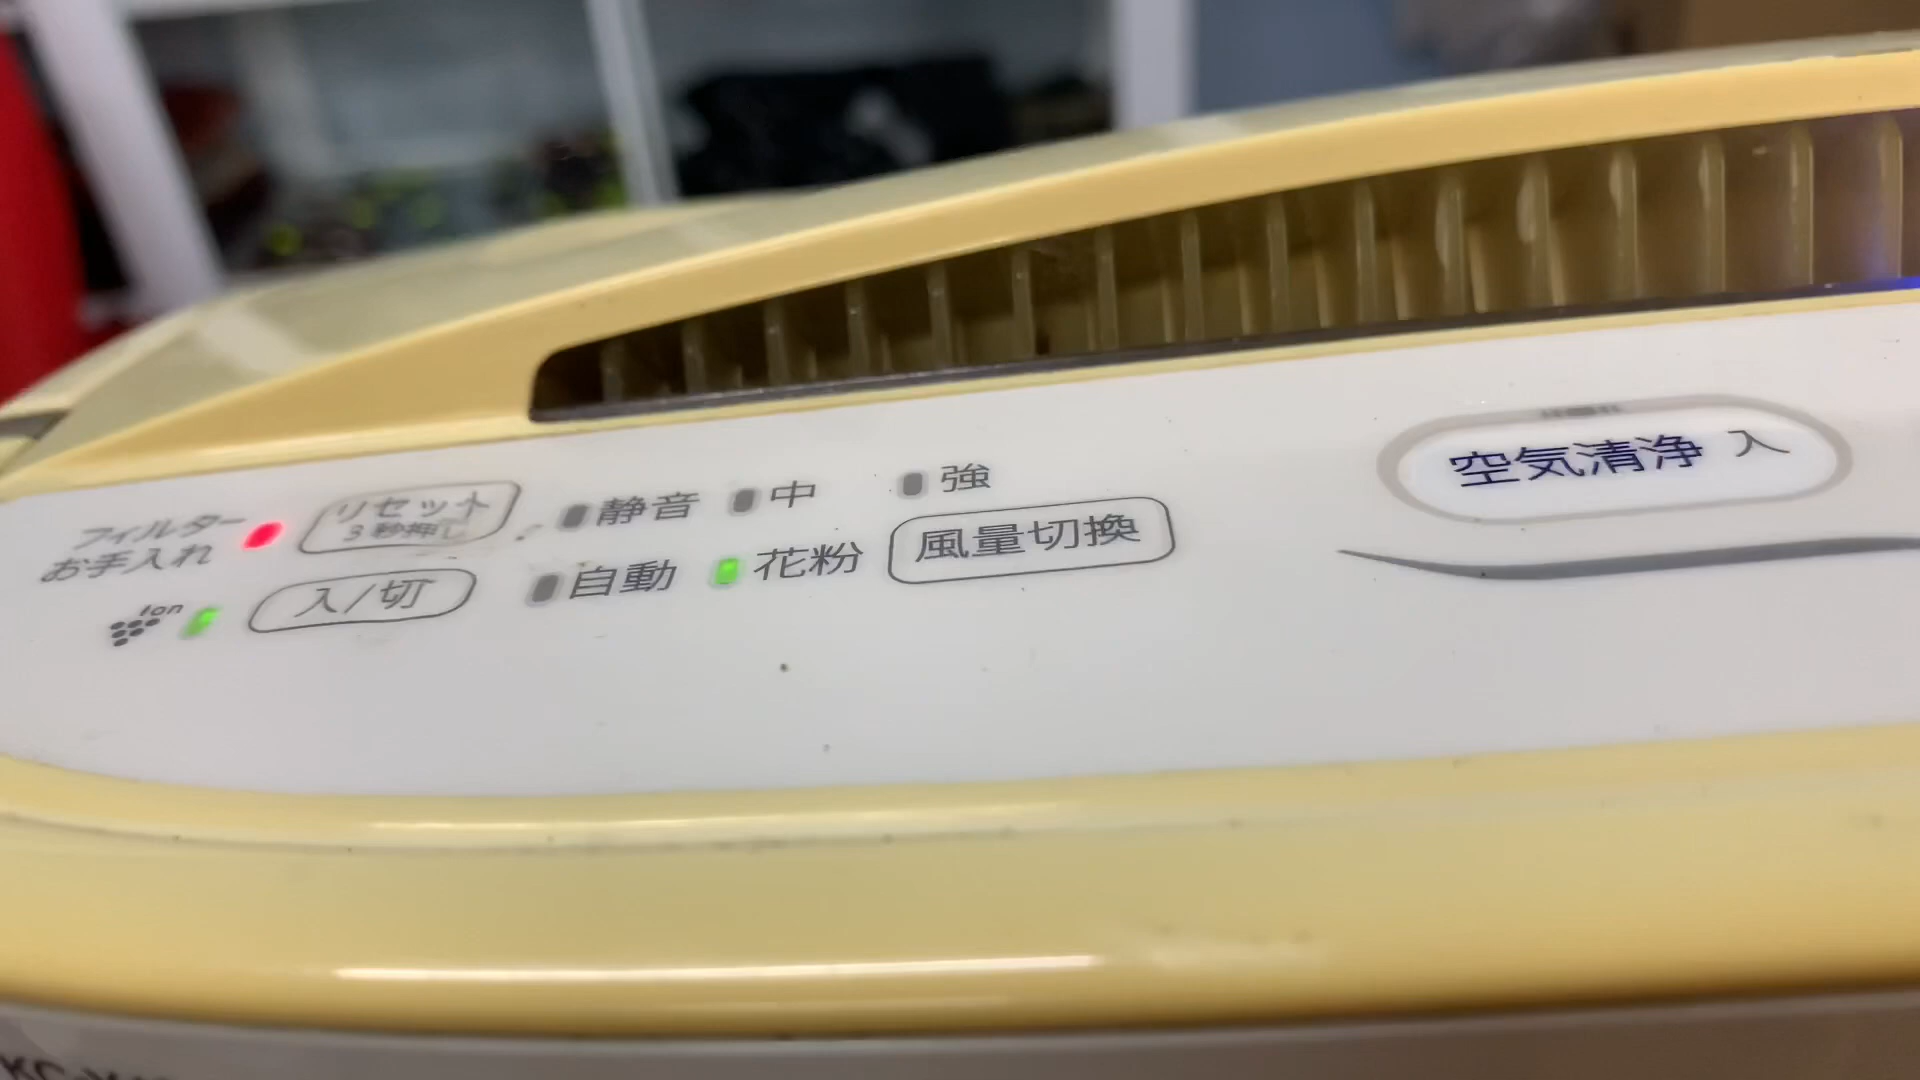 フィルター
お手入れ
リセット
3秒押し
静音
中
強
Ion
入/切
自動
花粉
風量切換
空気清浄 入